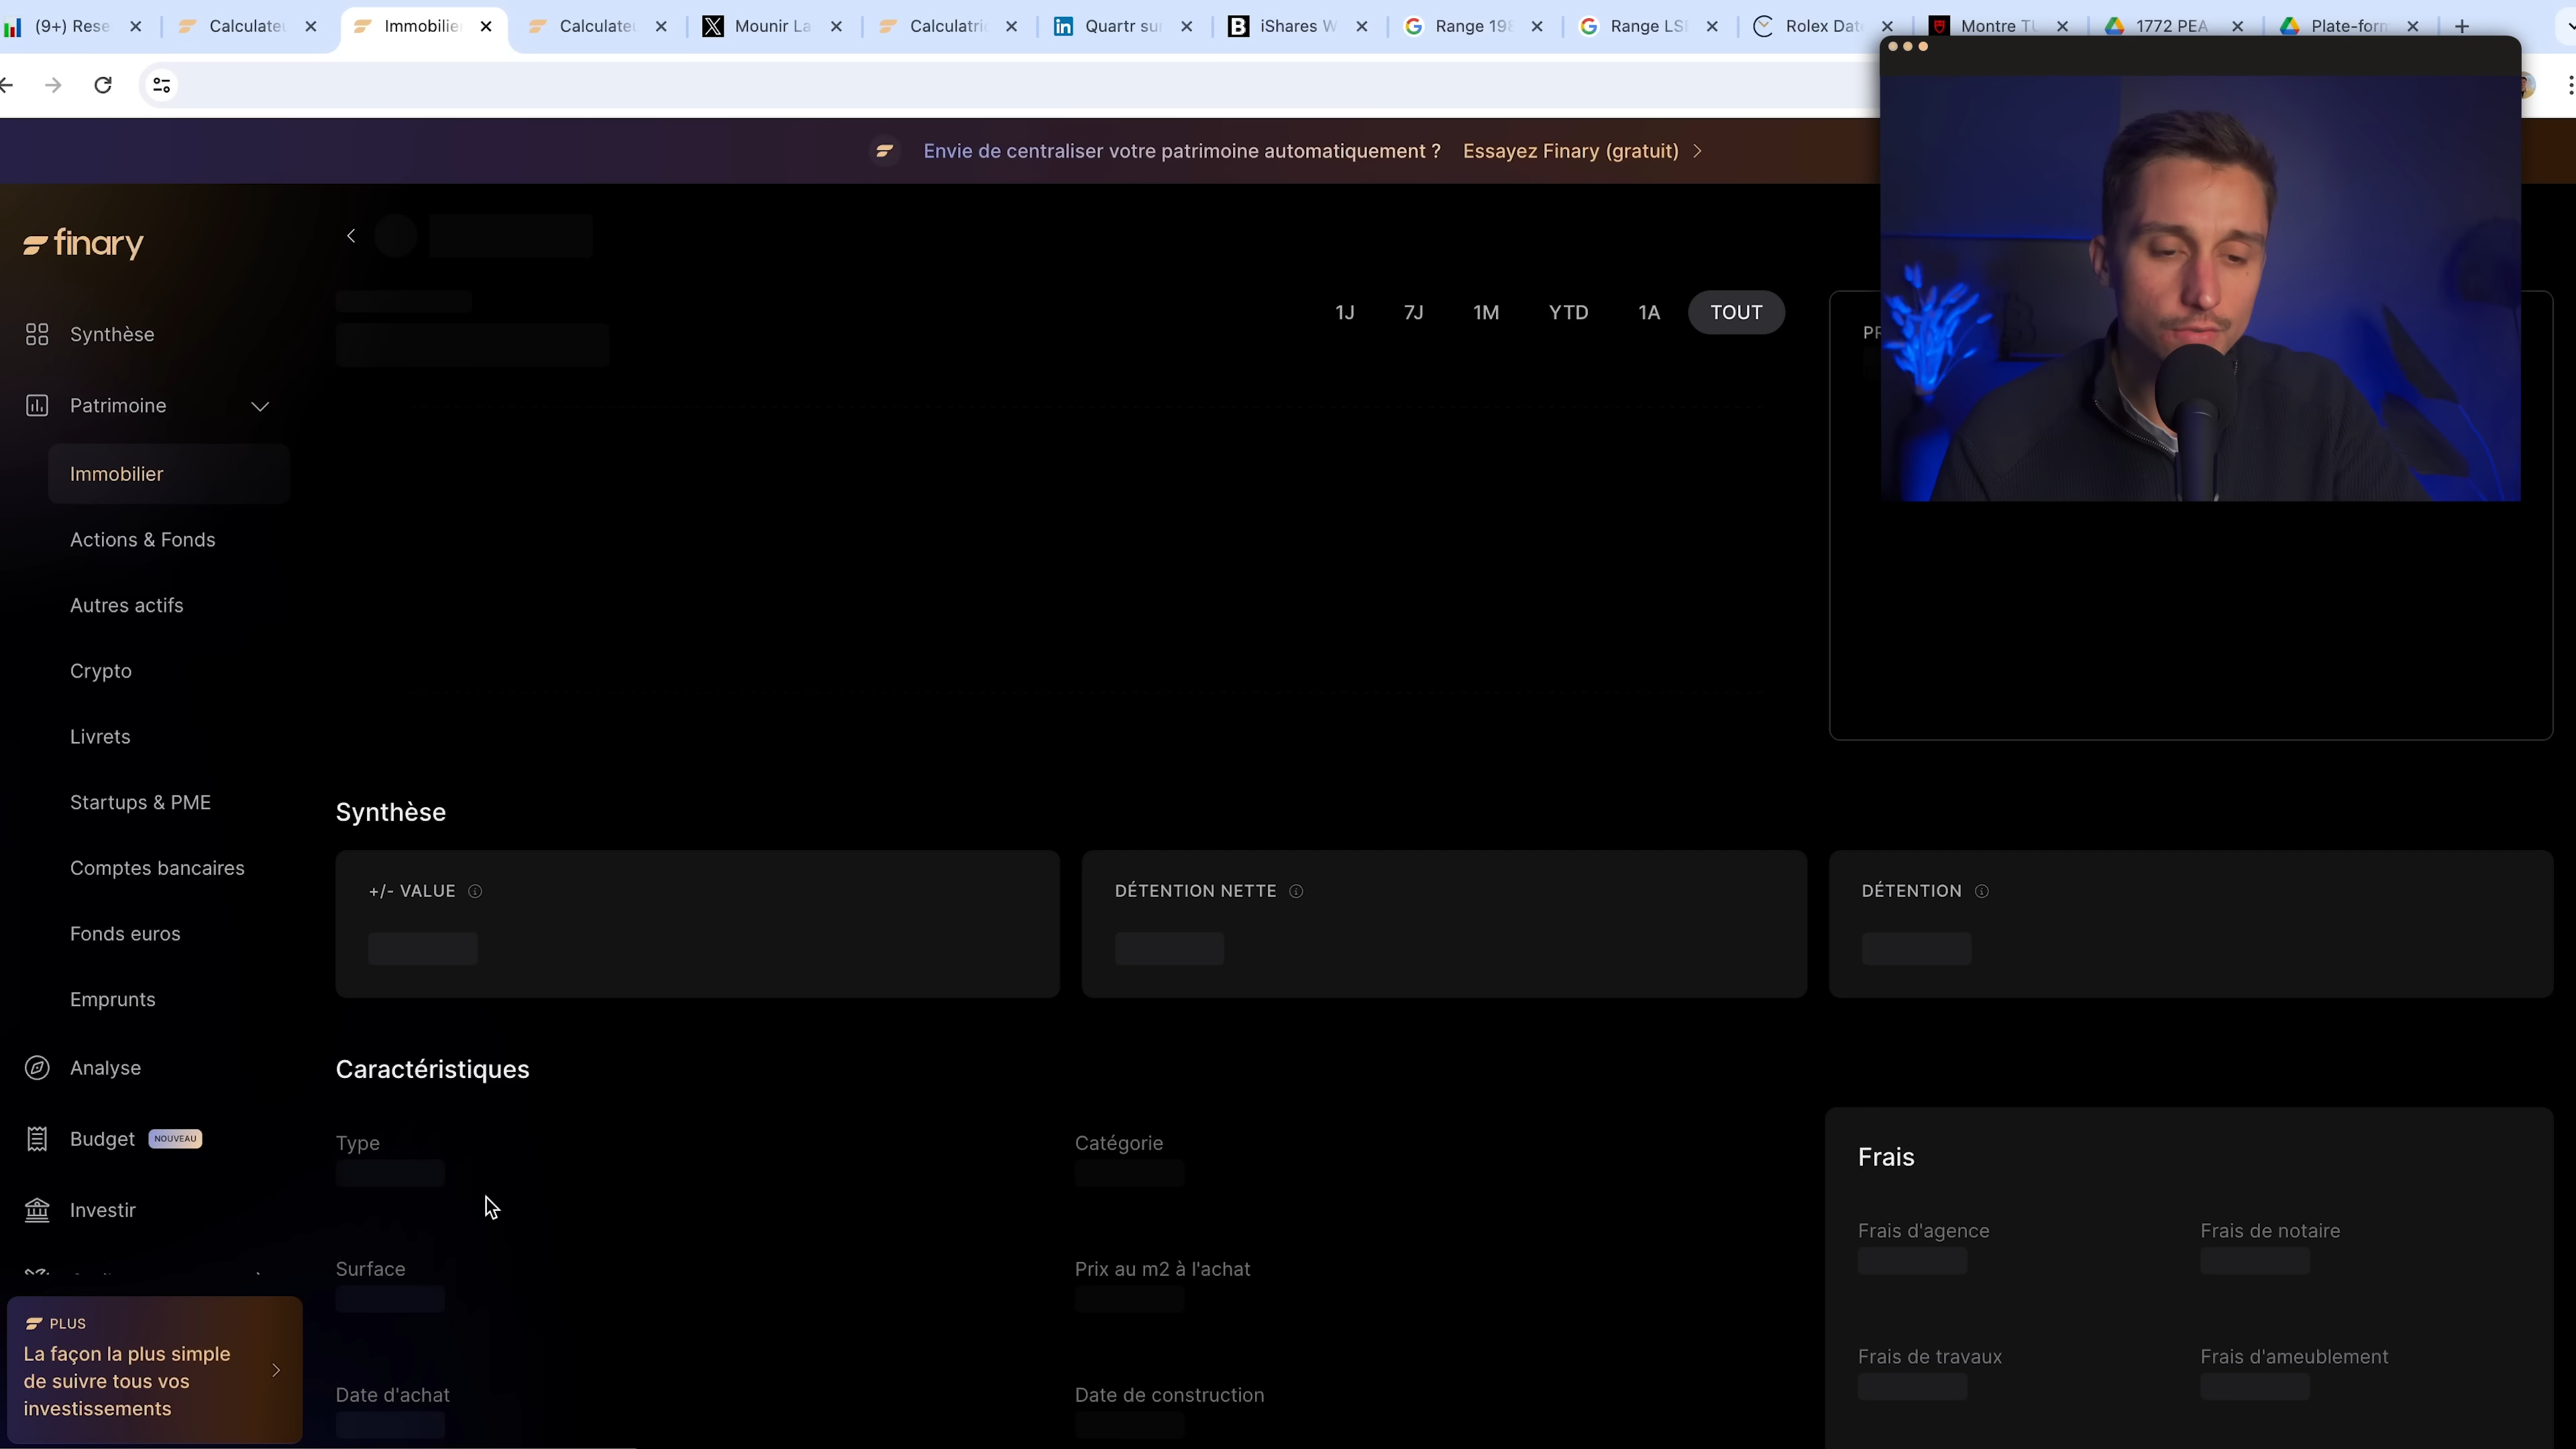 (9+) Rese
Calculate
Immobilie
Calculate
Mounir La
Calculatri
Quartr sur
iShares W
Range 198
Range LS
Rolex Dat
Montre TU
1772 PEA
Plate-for
Envie de centraliser votre patrimoine automatiquement ? Essayez Finary (gratuit)
finary
Synthèse
Patrimoine
Immobilier
Actions & Fonds
Autres actifs
Crypto
Livrets
Startups & PME
Comptes bancaires
Fonds euros
Emprunts
Analyse
Budget NOUVEAU
Investir
PLUS
La façon la plus simple
de suivre tous vos
investissements
1J 7J 1M YTD 1A TOUT
PR
Synthèse
+/- VALUE
DÉTENTION NETTE
DÉTENTION
Caractéristiques
Type
Catégorie
Surface
Prix au m2 à l'achat
Date d'achat
Date de construction
Frais
Frais d'agence
Frais de notaire
Frais de travaux
Frais d'ameublement